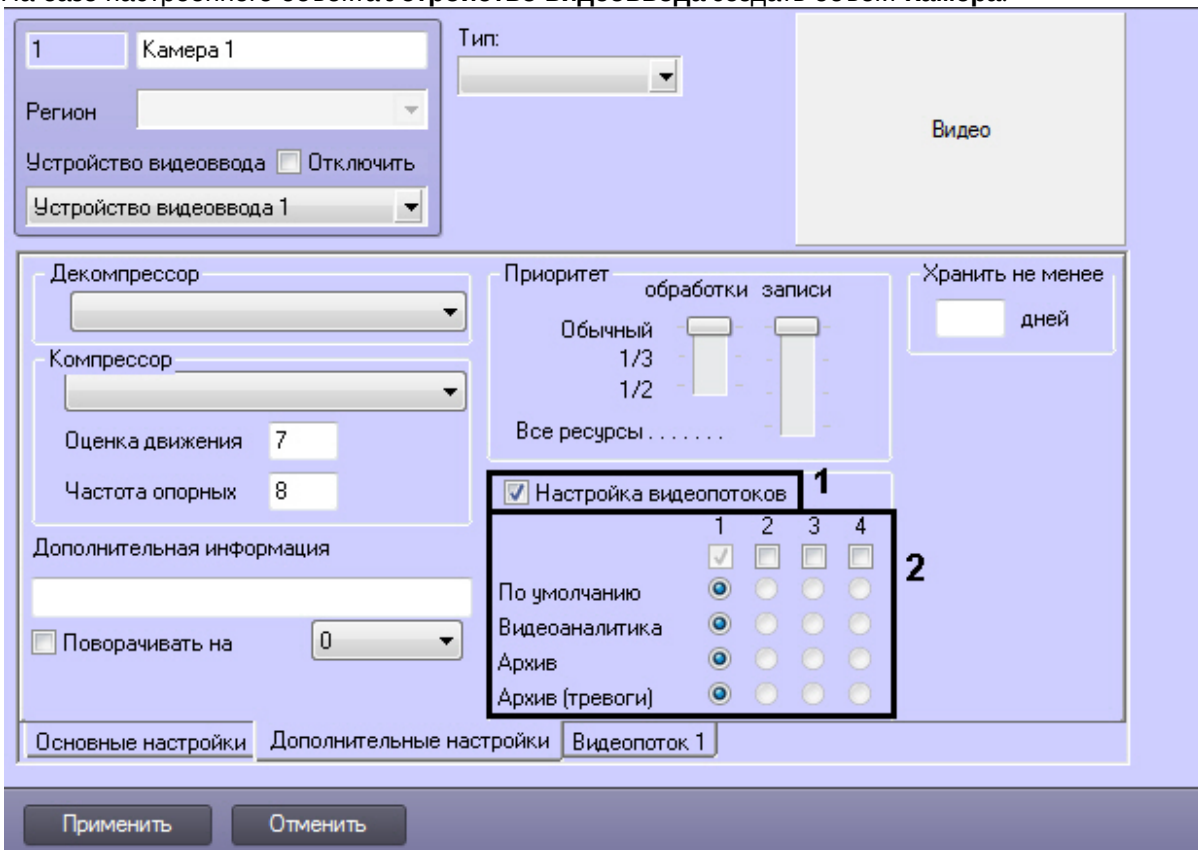 1
Камера 1
Тип:
Регион
Устройство видеоввода
Отключить
Устройство видеоввода 1
Видео
Декомпрессор
Компрессор
Оценка движения 7
Частота опорных 8
Дополнительная информация
Поворачивать на 0
Приоритет
обработки записи
Обычный
1/3
1/2
Все ресурсы.......
Настройка видеопотоков
1
1 2 3 4
2
По умолчанию
Видеоаналитика
Архив
Архив (тревоги)
Хранить не менее
дней
Основные настройки
Дополнительные настройки
Видеопоток 1
Применить
Отменить